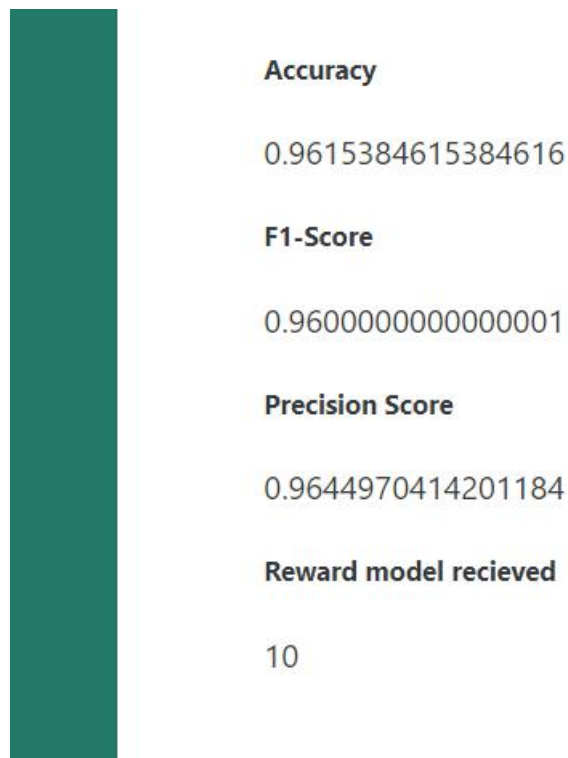 Accuracy
0.9615384615384616
F1-Score
0.9600000000000001
Precision Score
0.9644970414201184
Reward model recieved
10